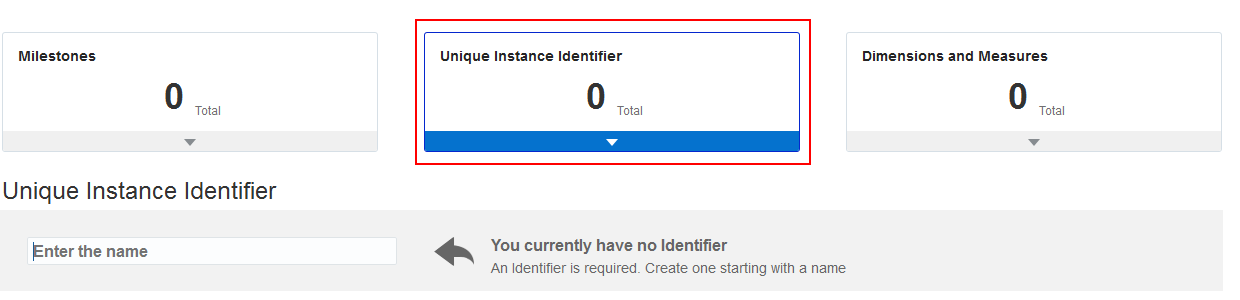 Milestones
0 Total
Unique Instance Identifier
0 Total
Dimensions and Measures
0 Total
Unique Instance Identifier
Enter the name
You currently have no Identifier
An Identifier is required. Create one starting with a name